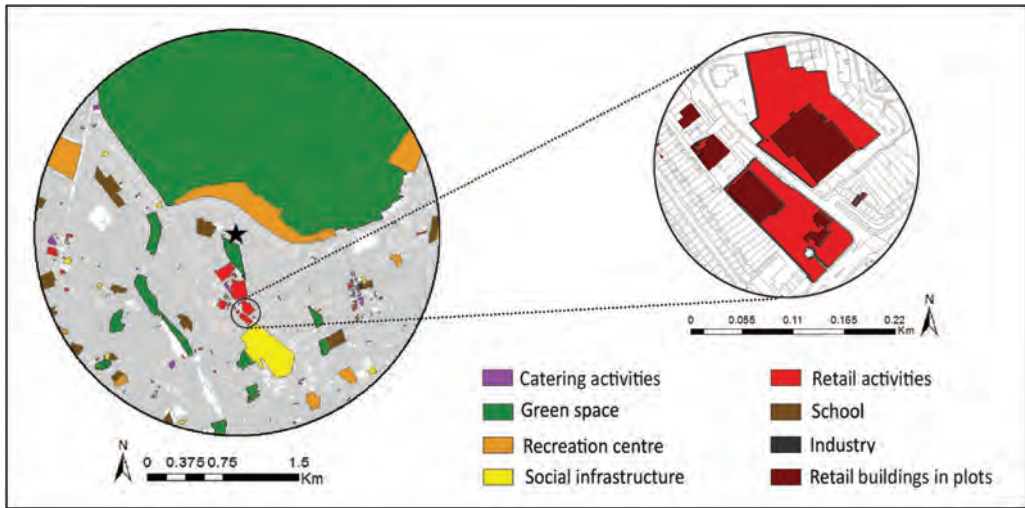 N
0 0.055 0.11 0.165 0.22
Km
Catering activities
Green space
Recreation centre
Social infrastructure
Retail activities
School
Industry
Retail buildings in plots
N
0 0.375 0.75 1.5
Km